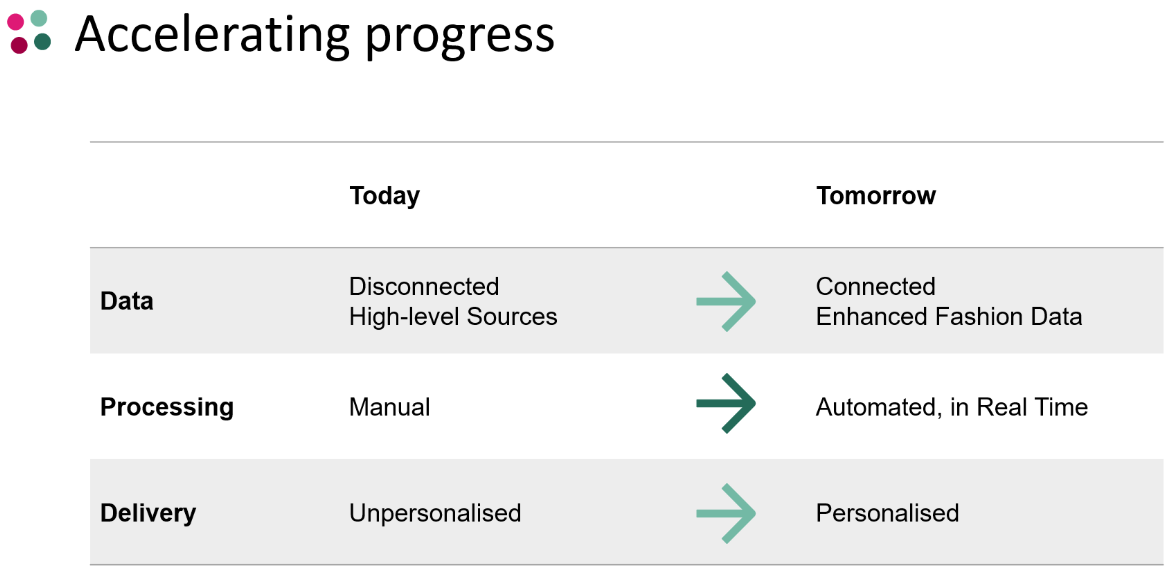 Accelerating progress
Today
Tomorrow
Data
Disconnected
High-level Sources
Connected
Enhanced Fashion Data
Processing
Manual
Automated, in Real Time
Delivery
Unpersonalised
Personalised